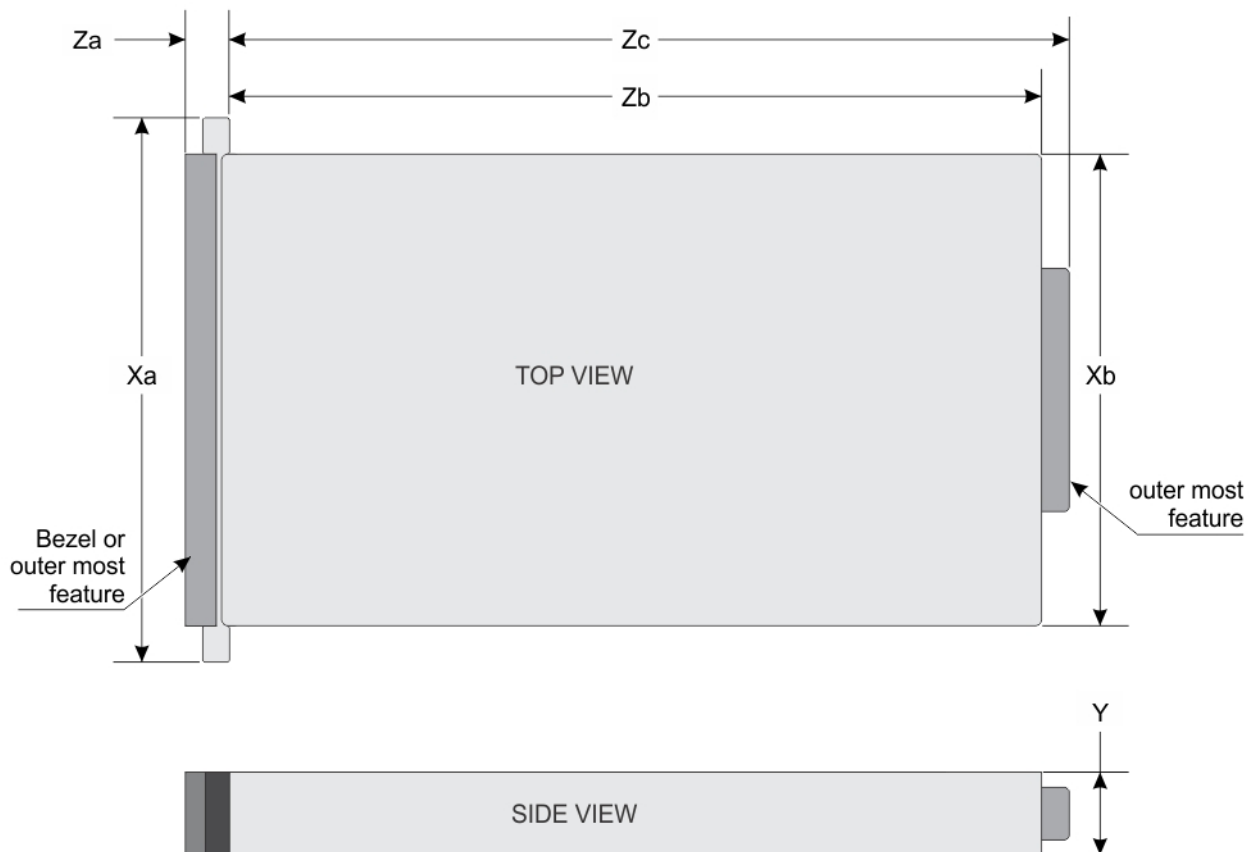 Za
Zc
Zb
Xa
TOP VIEW
Xb
outer most
feature
Bezel or
outer most
feature
Y
SIDE VIEW